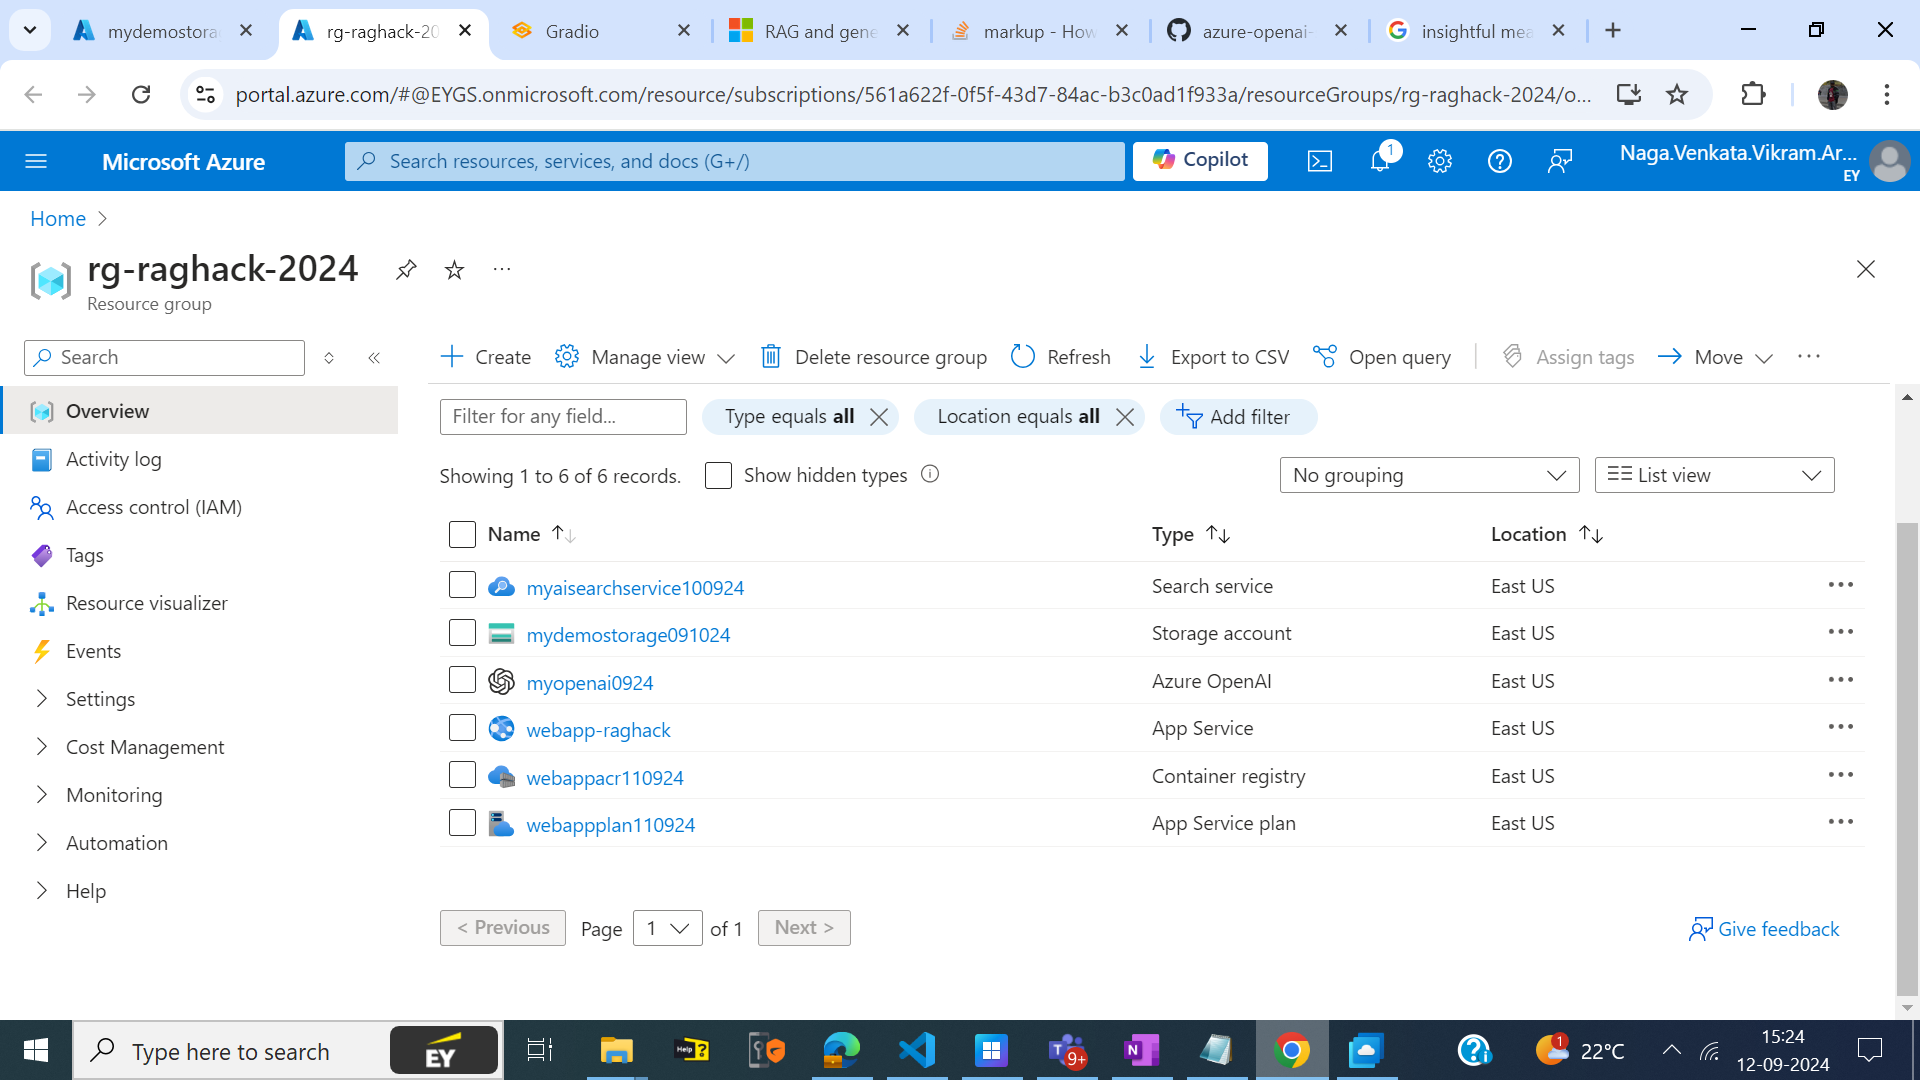 mydemostora
rg-raghack-20
Gradio
RAG and gene
markup - How
azure-openai-
insightful mea
portal.azure.com/#@EYGS.onmicrosoft.com/resource/subscriptions/561a622f-0f5f-43d7-84ac-b3c0ad1f933a/resourceGroups/rg-raghack-2024/o...
Microsoft Azure
Search resources, services, and docs (G+/)
Copilot
1
Naga.Venkata.Vikram.Ar...
EY
Home
rg-raghack-2024
Resource group
Search
Create
Manage view
Delete resource group
Refresh
Export to CSV
Open query
Assign tags
Move
Overview
Activity log
Access control (IAM)
Tags
Resource visualizer
Events
Settings
Cost Management
Monitoring
Automation
Help
Filter for any field...
Type equals all
Location equals all
Add filter
Showing 1 to 6 of 6 records.
Show hidden types
No grouping
List view
Name
Type
Location
myaisearchservice100924
Search service
East US
mydemostorage091024
Storage account
East US
myopenai0924
Azure OpenAI
East US
webapp-raghack
App Service
East US
webappacr110924
Container registry
East US
webappplan110924
App Service plan
East US
< Previous
Page
1
of 1
Next >
Give feedback
Type here to search
EY
Help ?
9+
N
1
22°C
15:24
12-09-2024